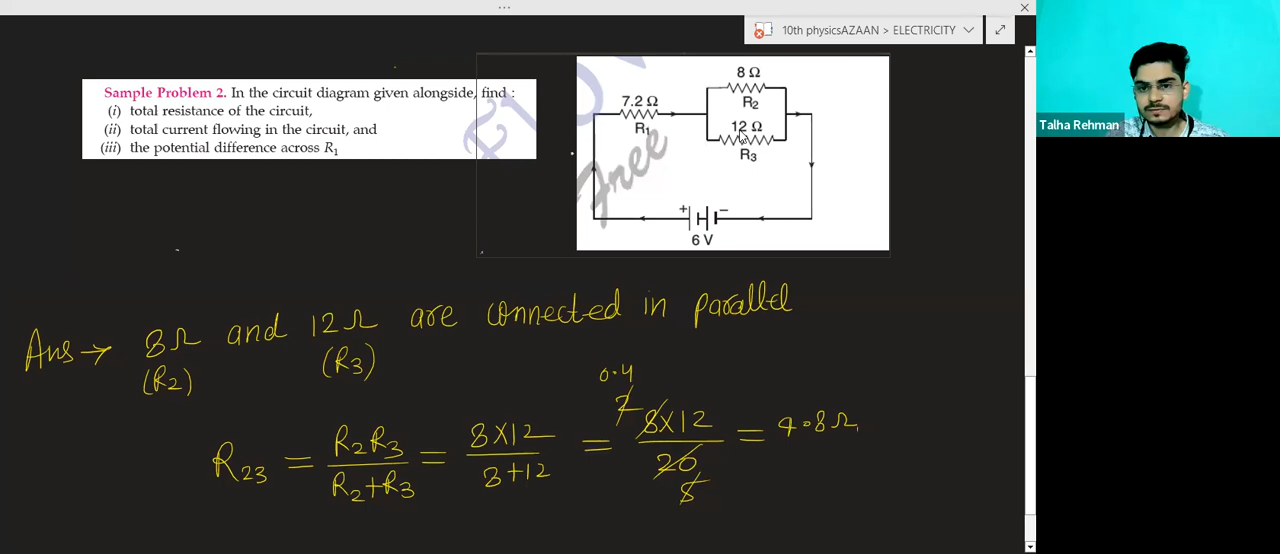 10th physicsAZAAN > ELECTRICITY
Talha Rehman
Sample Problem 2. In the circuit diagram given alongside, find :
(i) total resistance of the circuit,
(ii) total current flowing in the circuit, and
(iii) the potential difference across R₁
8 Ω
R₂
7.2 Ω
R₁
12 Ω
R₃
+ −
6 V
Free
Ans → 8Ω and 12Ω are connected in parallel
(R2) (R3)
R₂₃ = R₂R₃ / R₂+R₃ = 8×12 / 8+12 = 8×12 / 20 = 4.8Ω
0.4
2
5